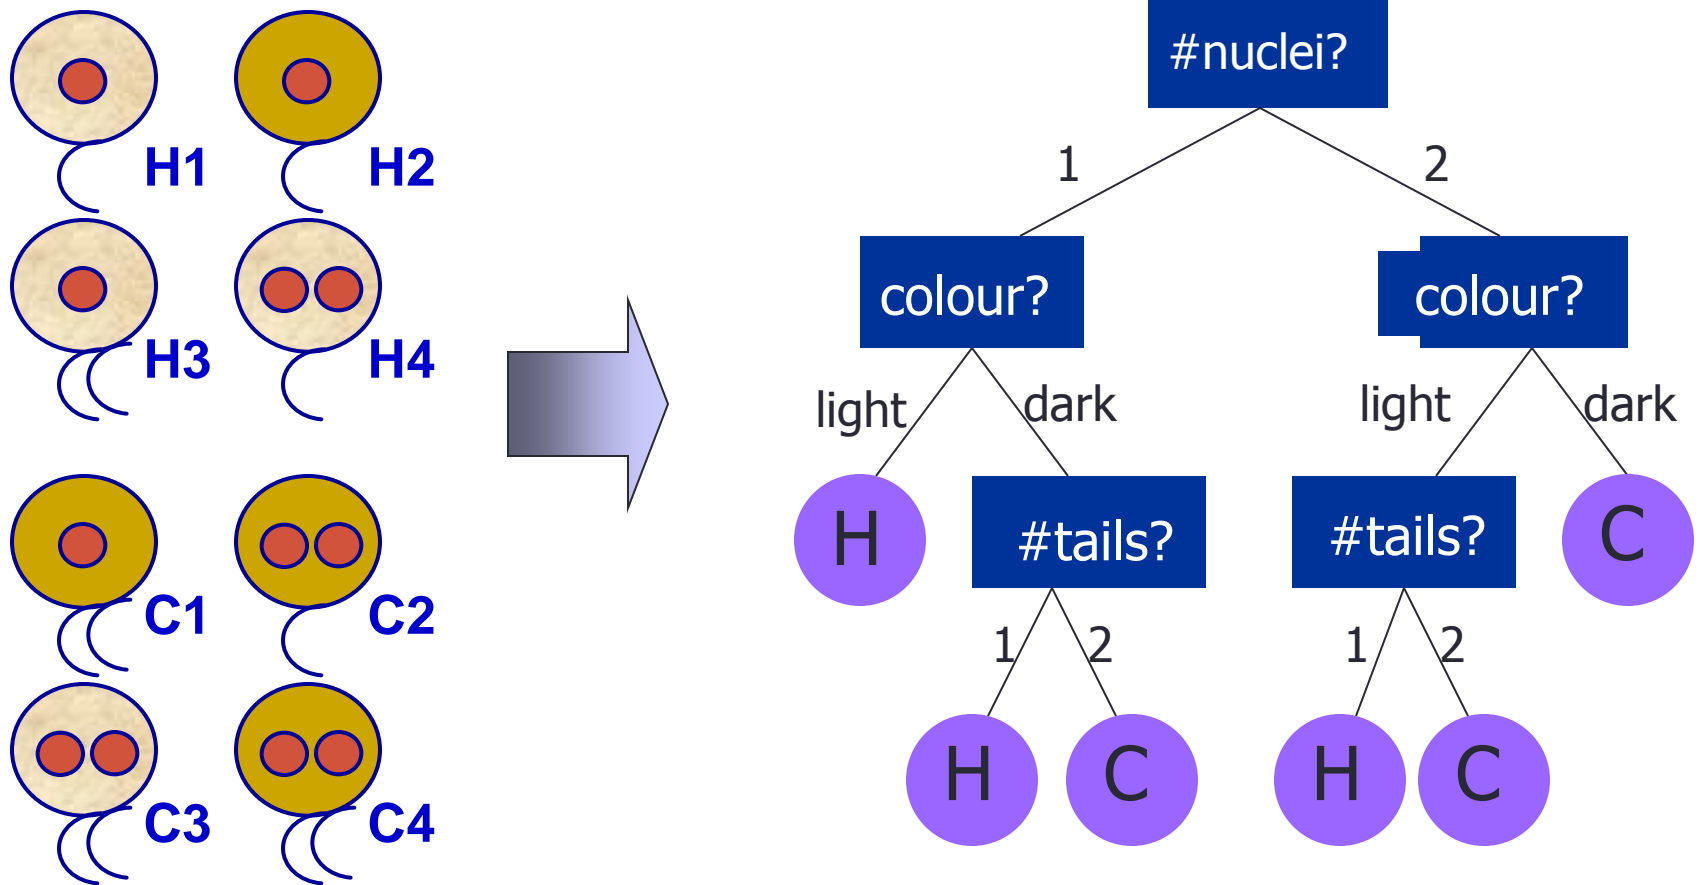 H1
H2
H3
H4
C1
C2
C3
C4
#nuclei?
1
2
colour?
colour?
light
dark
light
dark
H
#tails?
#tails?
C
1
2
1
2
H
C
H
C